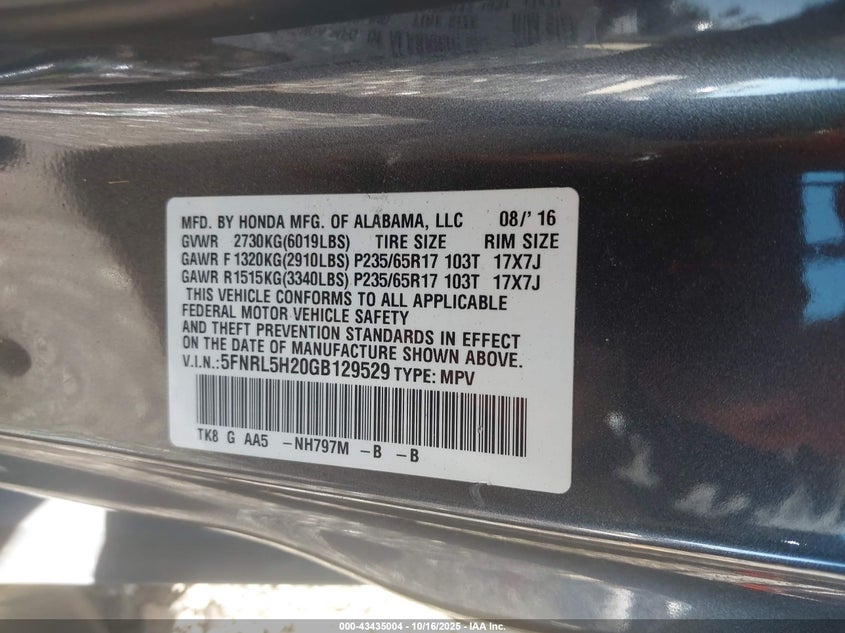 MFD. BY HONDA MFG. OF ALABAMA, LLC 08/' 16
GVWR 2730KG(6019LBS) TIRE SIZE RIM SIZE
GAWR F 1320KG(2910LBS) P235/65R17 103T 17X7J
GAWR R1515KG(3340LBS) P235/65R17 103T 17X7J
THIS VEHICLE CONFORMS TO ALL APPLICABLE
FEDERAL MOTOR VEHICLE SAFETY
AND THEFT PREVENTION STANDARDS IN EFFECT
ON THE DATE OF MANUFACTURE SHOWN ABOVE.
V.I.N.:5FNRL5H20GB129529 TYPE: MPV
TK8 G AA5 -NH797M -B -B
000-43435004 - 10/16/2025 - IAA Inc.